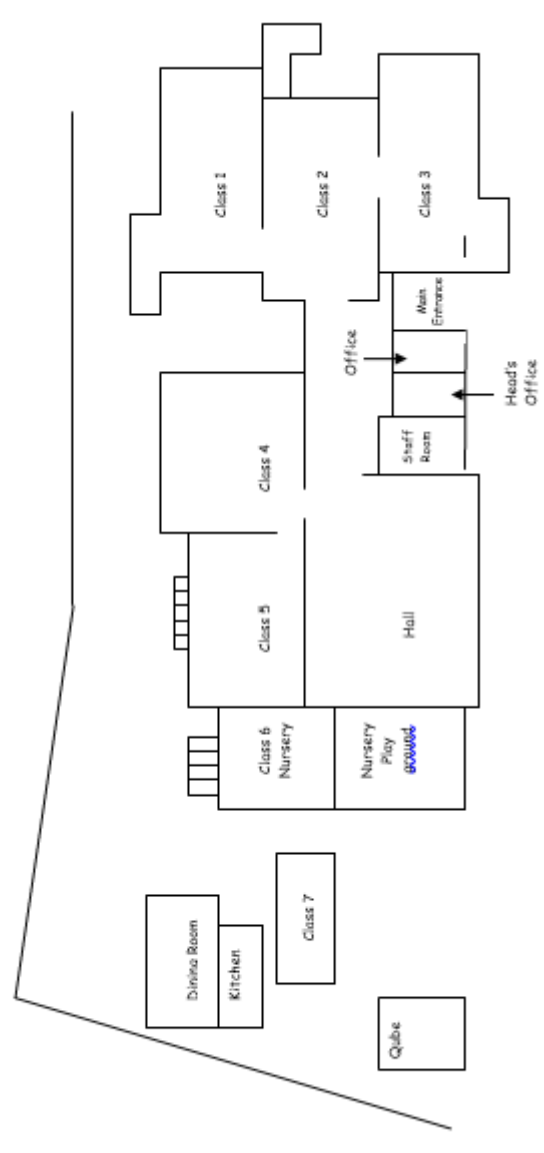 Class 1
Class 2
Class 3
Main
Entrance
Office
Head's
Office
Staff
Room
Class 4
Class 5
Hall
Class 6
Nursery
Nursery
Play
ground
Class 7
Dining Room
Kitchen
Qube